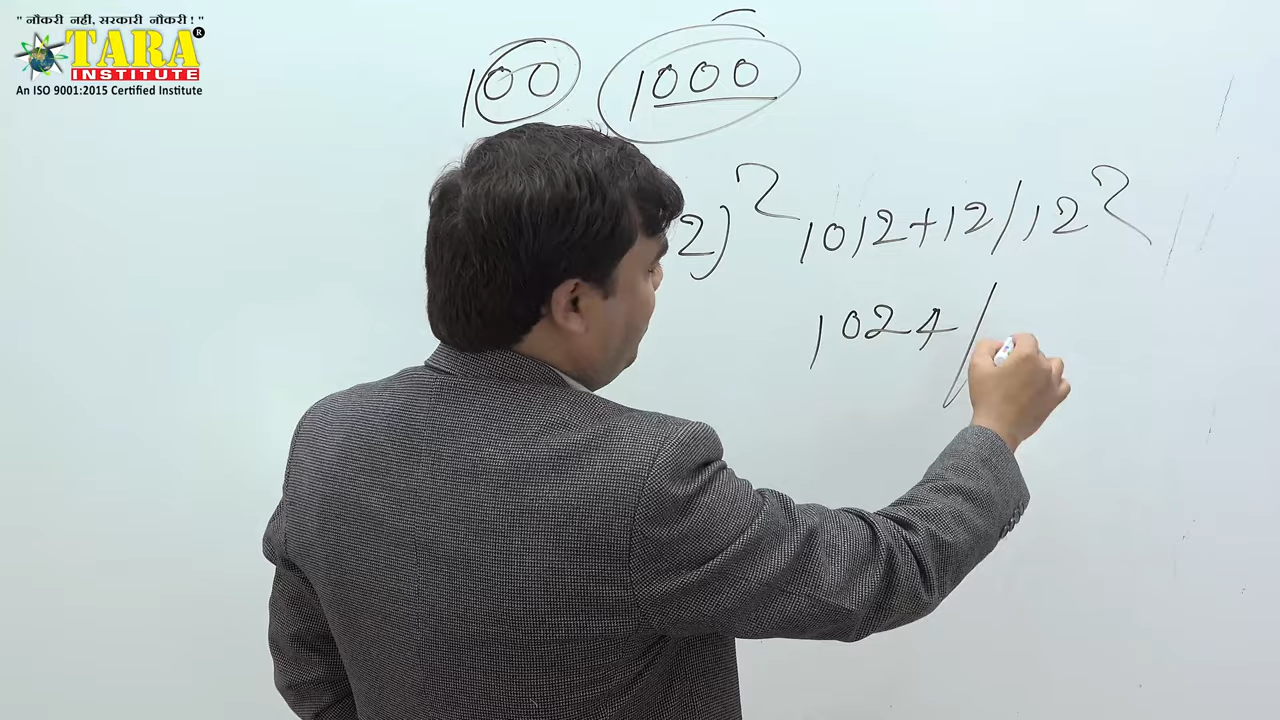 " नौकरी नहीं, सरकारी नौकरी ! "
TARA®
INSTITUTE
An ISO 9001:2015 Certified Institute
100 1000
2)² 1012+12/12²
1024/